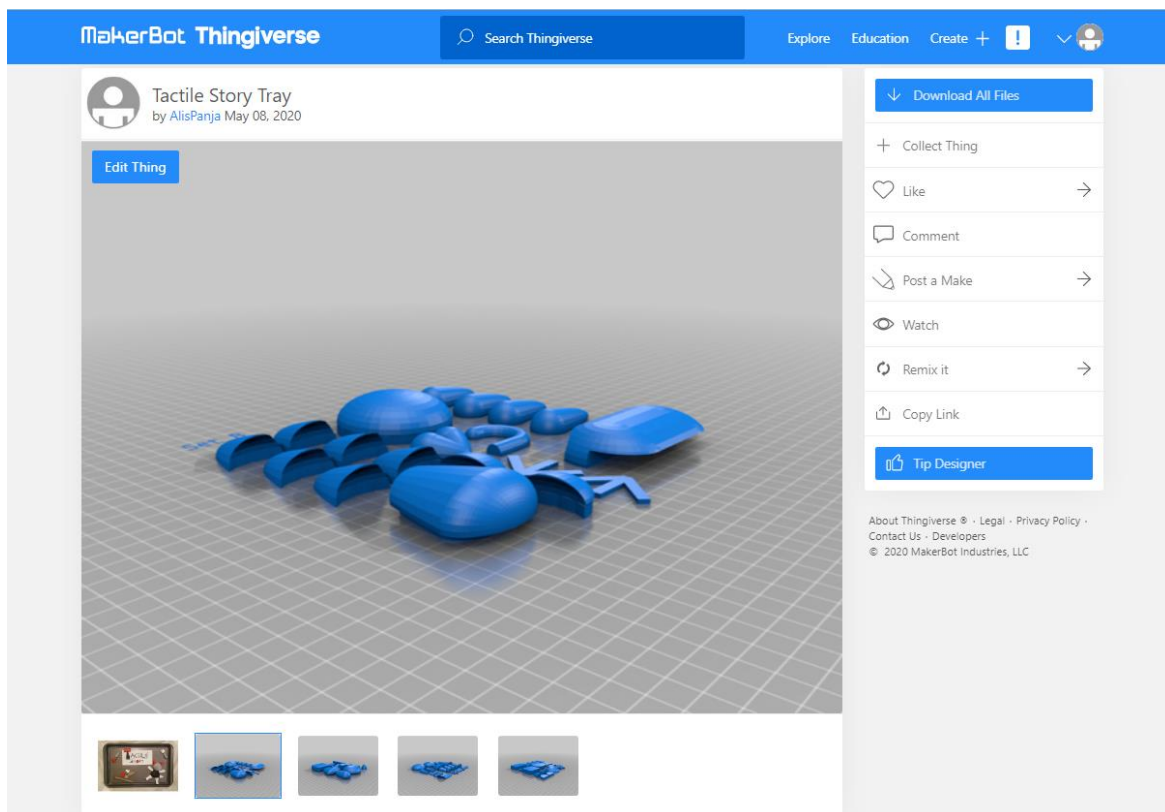 MakerBot Thingiverse
Search Thingiverse
Explore
Education
Create +
!
Tactile Story Tray
by AlisPanja May 08, 2020
Edit Thing
Download All Files
Collect Thing
Like
Comment
Post a Make
Watch
Remix it
Copy Link
Tip Designer
About Thingiverse ® · Legal · Privacy Policy ·
Contact Us · Developers
© 2020 MakerBot Industries, LLC